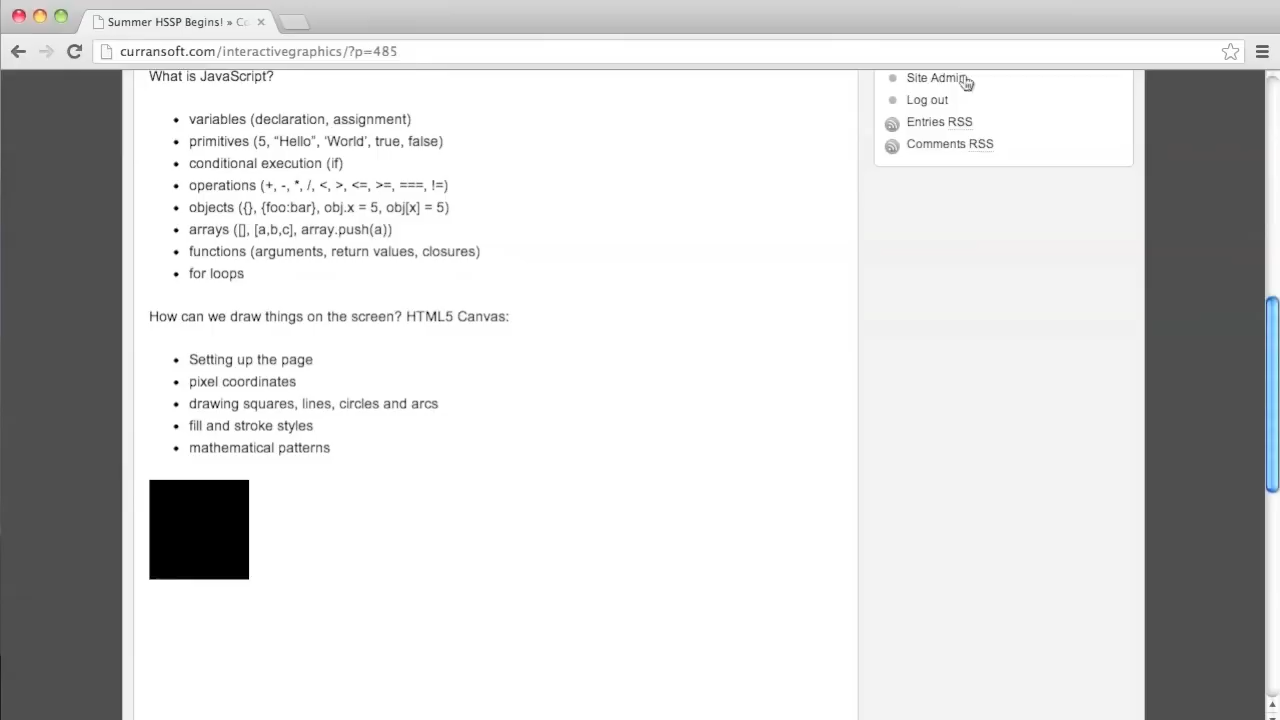 Summer HSSP Begins! » Co
curransoft.com/interactivegraphics/?p=485
What is JavaScript?
variables (declaration, assignment)
primitives (5, “Hello”, ‘World’, true, false)
conditional execution (if)
operations (+, -, *, /, <, >, <=, >=, ===, !=)
objects ({}, {foo:bar}, obj.x = 5, obj[x] = 5)
arrays ([], [a,b,c], array.push(a))
functions (arguments, return values, closures)
for loops
How can we draw things on the screen? HTML5 Canvas:
Setting up the page
pixel coordinates
drawing squares, lines, circles and arcs
fill and stroke styles
mathematical patterns
Site Admin
Log out
Entries RSS
Comments RSS